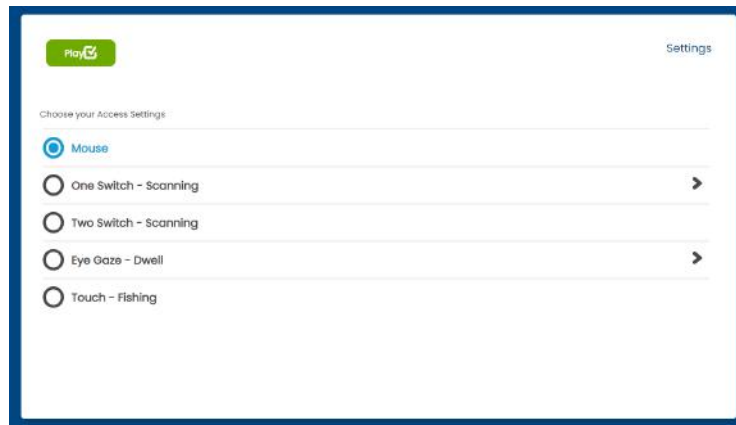 Play
Settings
Choose your Access Settings
Mouse
One Switch - Scanning
Two Switch - Scanning
Eye Gaze - Dwell
Touch - Fishing